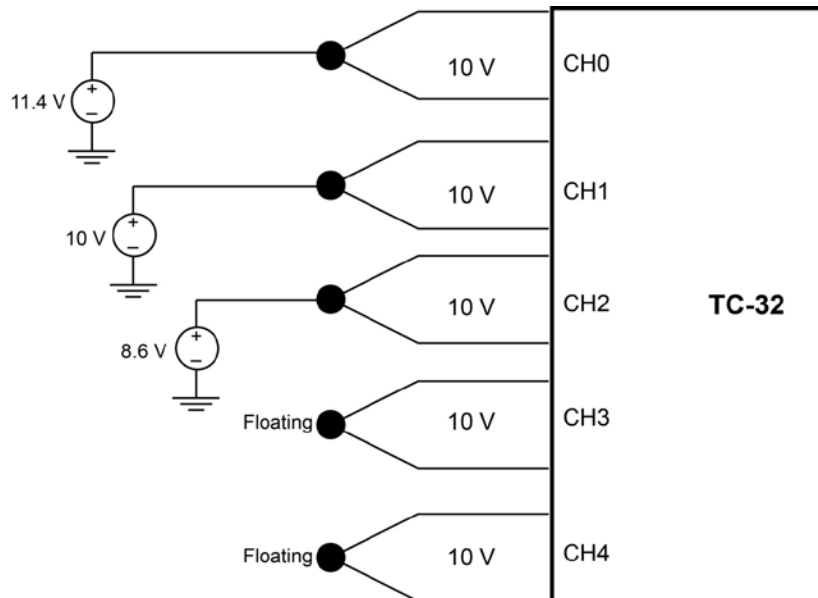 10 V CH0
11.4 V
10 V CH1
10 V
10 V CH2 TC-32
8.6 V
Floating 10 V CH3
Floating 10 V CH4